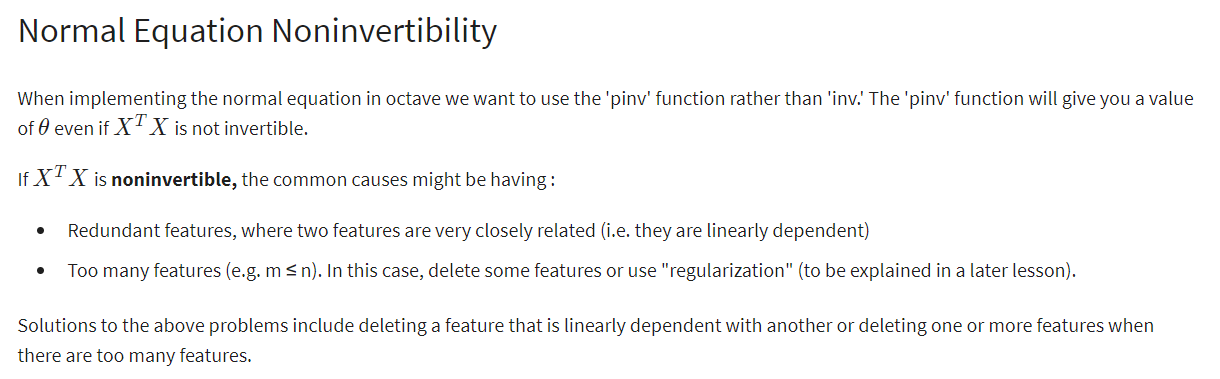 Normal Equation Noninvertibility
When implementing the normal equation in octave we want to use the 'pinv' function rather than 'inv.' The 'pinv' function will give you a value
of θ even if XᵀX is not invertible.
If XᵀX is noninvertible, the common causes might be having :
• Redundant features, where two features are very closely related (i.e. they are linearly dependent)
• Too many features (e.g. m ≤ n). In this case, delete some features or use "regularization" (to be explained in a later lesson).
Solutions to the above problems include deleting a feature that is linearly dependent with another or deleting one or more features when
there are too many features.